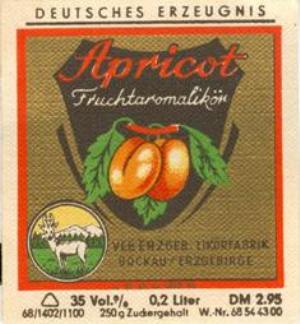 DEUTSCHES ERZEUGNIS
Apricot
Fruchtaromalikör
VEB ERZGEB. LIKÖRFABRIK
BOCKAU/ERZGEBIRGE
35 Vol.% 0,2 Liter DM 2.95
68/1402/1100 250g Zuckergehalt W.-Nr. 68 54 43 00